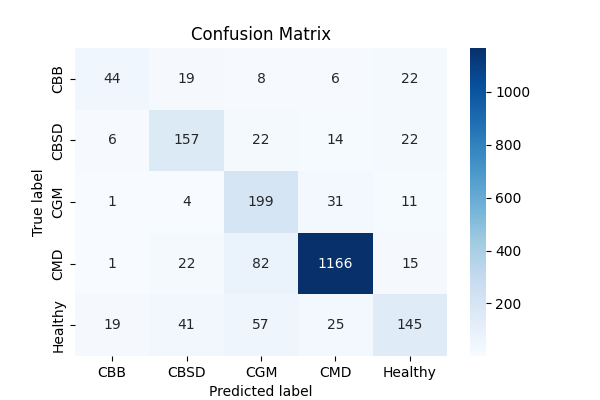 Confusion Matrix
True label
CBB 44 19 8 6 22
CBSD 6 157 22 14 22
CGM 1 4 199 31 11
CMD 1 22 82 1166 15
Healthy 19 41 57 25 145
CBB CBSD CGM CMD Healthy
Predicted label
1000
800
600
400
200